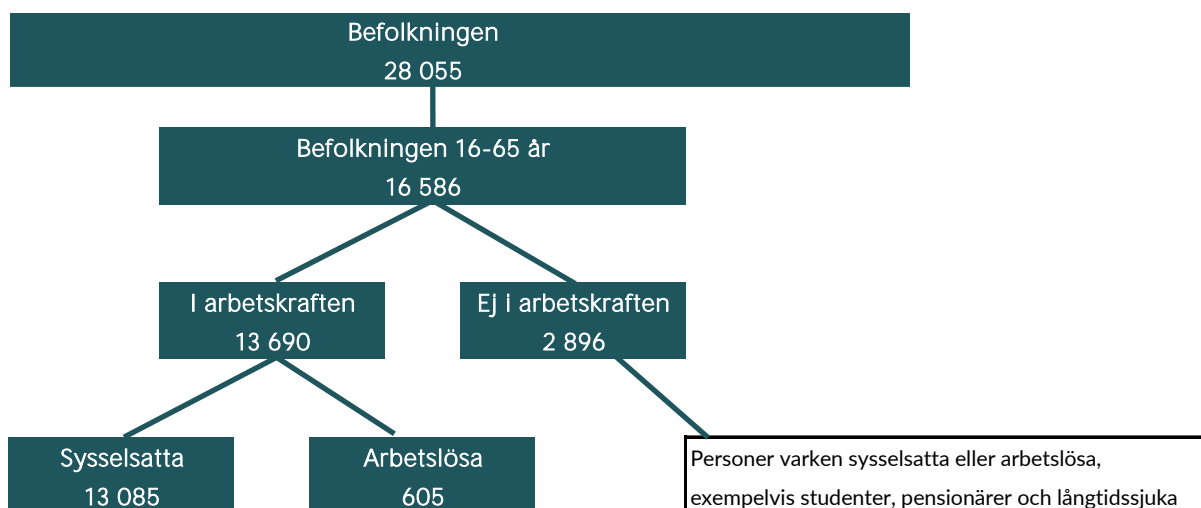 Befolkningen
28 055
Befolkningen 16-65 år
16 586
I arbetskraften
13 690
Ej i arbetskraften
2 896
Sysselsatta
13 085
Arbetslösa
605
Personer varken sysselsatta eller arbetslösa,
exempelvis studenter, pensionärer och långtidssjuka